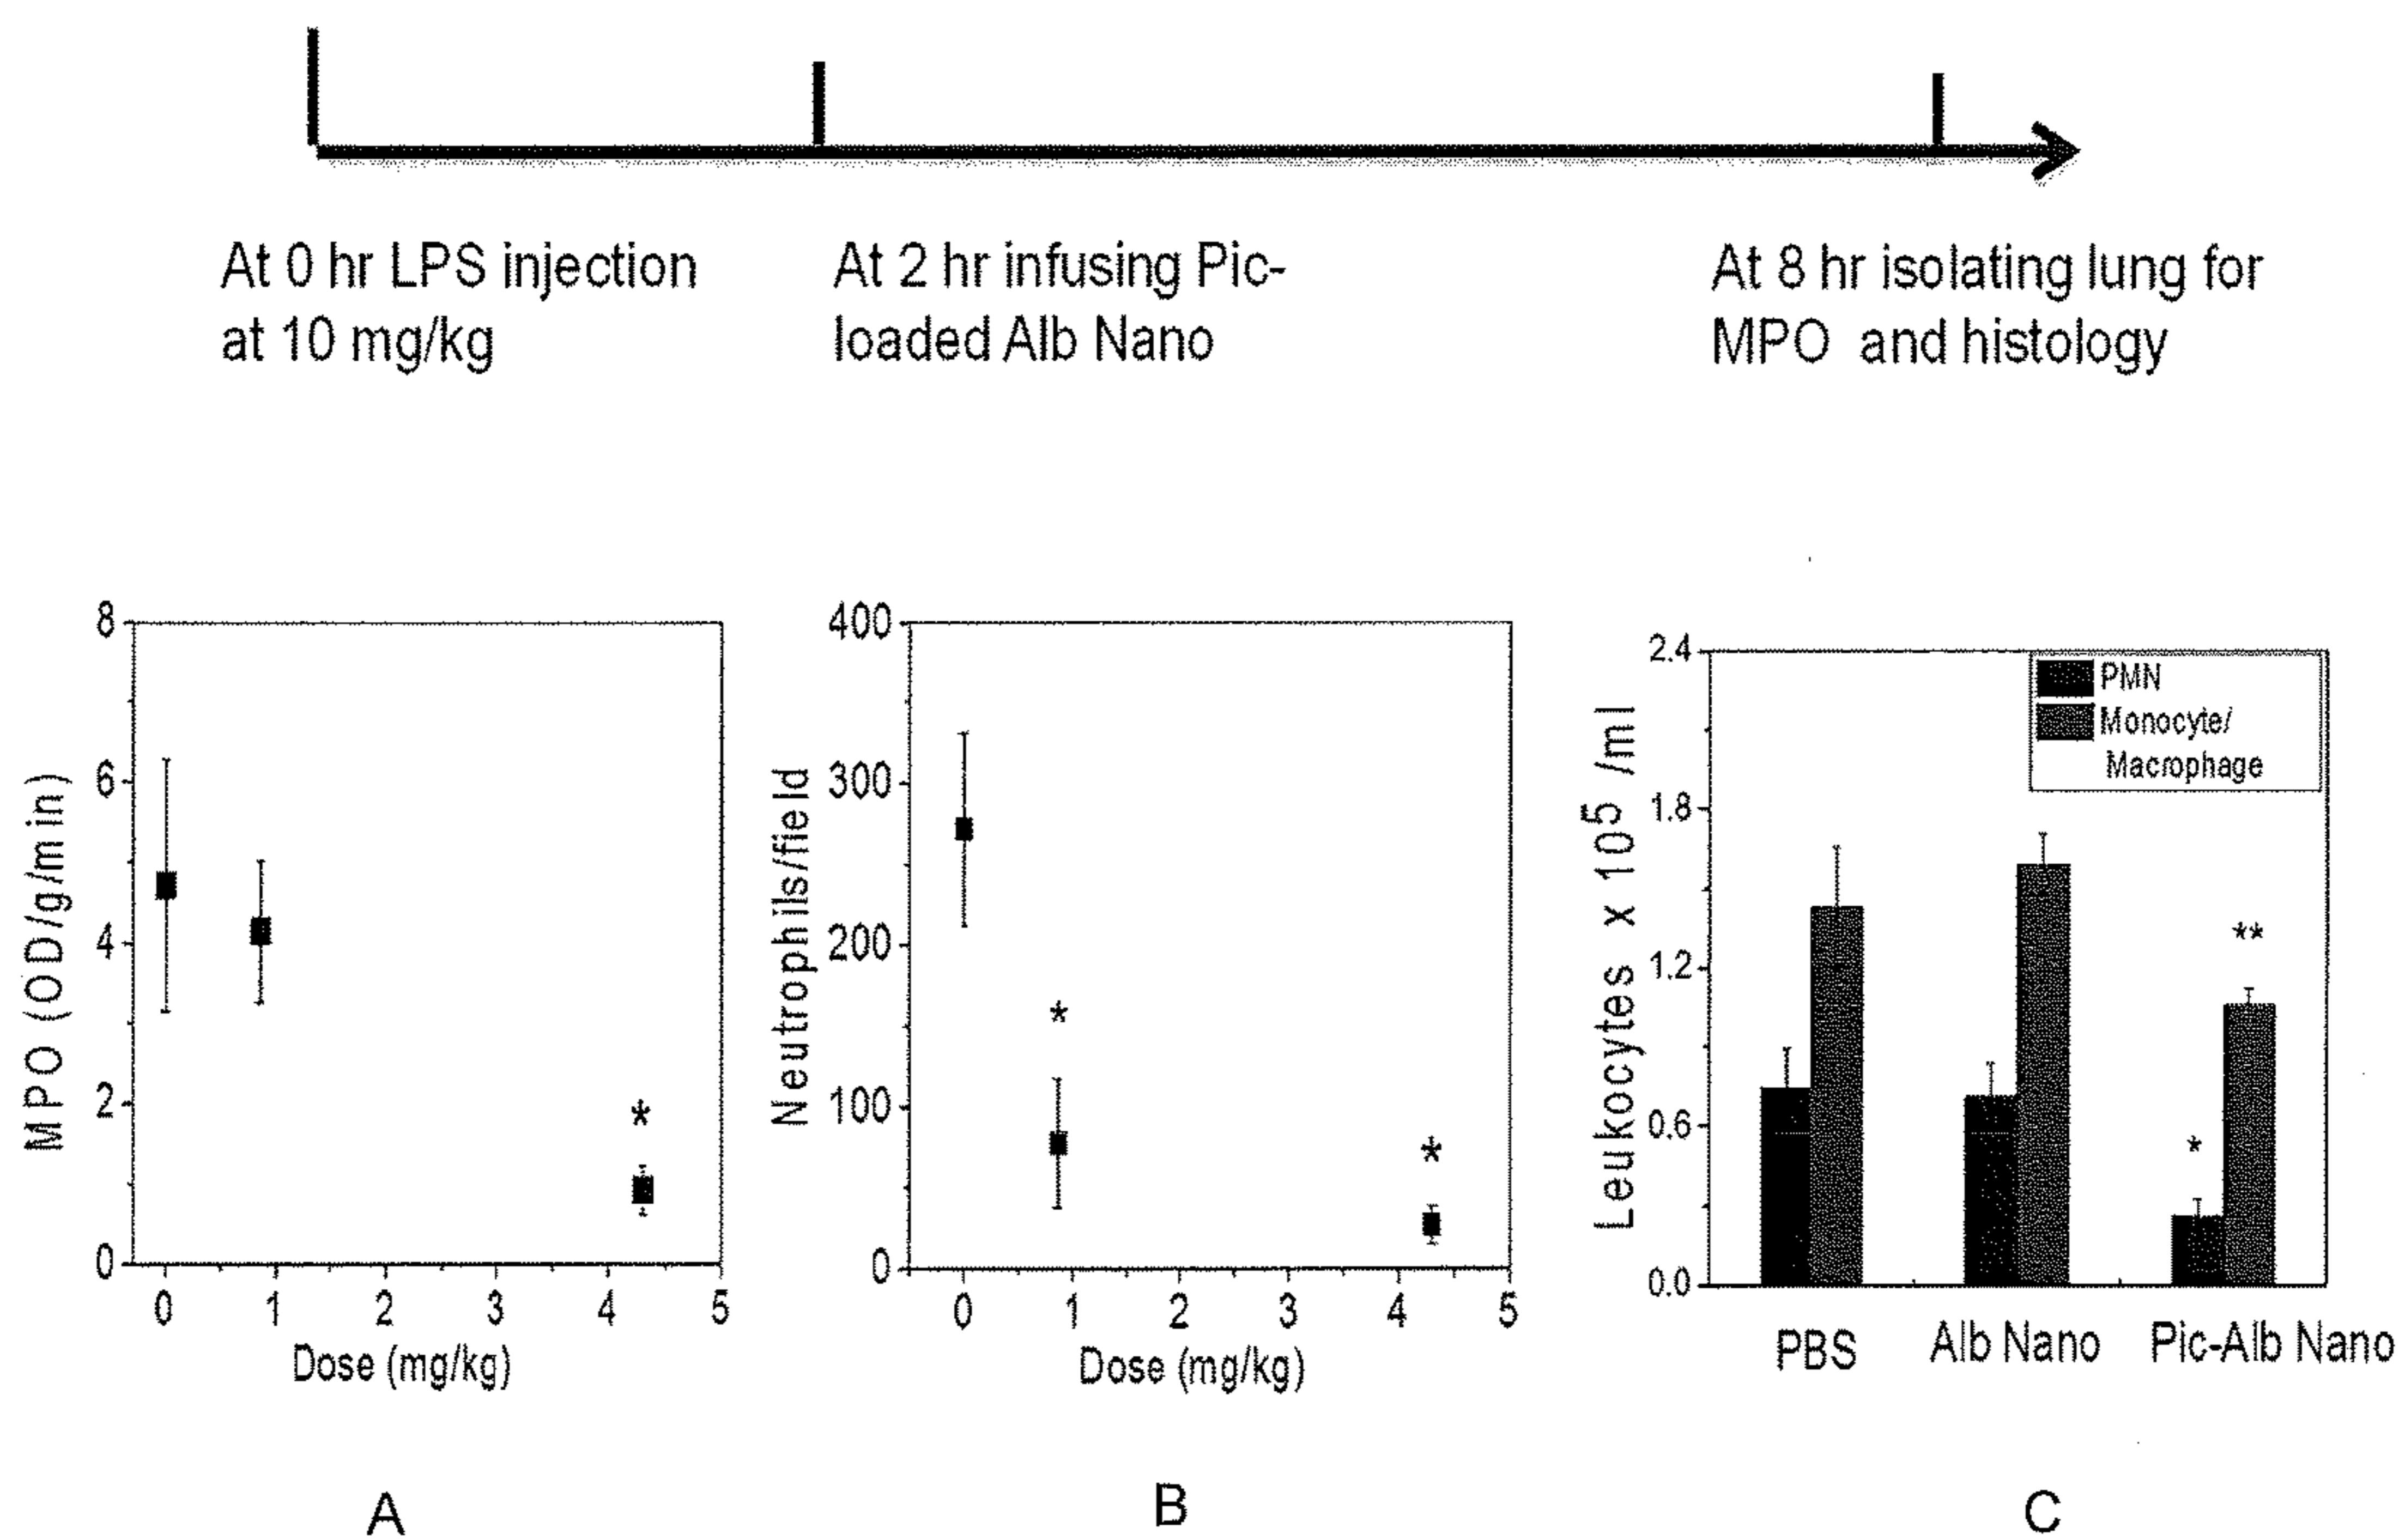 At 0 hr LPS injection
at 10 mg/kg
At 2 hr infusing Pic-
loaded Alb Nano
At 8 hr isolating lung for
MPO and histology
MPO (OD/g/min)
8
6
4
2
0
0 1 2 3 4 5
Dose (mg/kg)
*
A
Neutrophils/field
400
300
200
100
0
0 1 2 3 4 5
Dose (mg/kg)
*
*
B
Leukocytes x 10⁵ /ml
2.4
1.8
1.2
0.6
0.0
PMN
Monocyte/
Macrophage
*
**
PBS
Alb Nano
Pic-Alb Nano
C